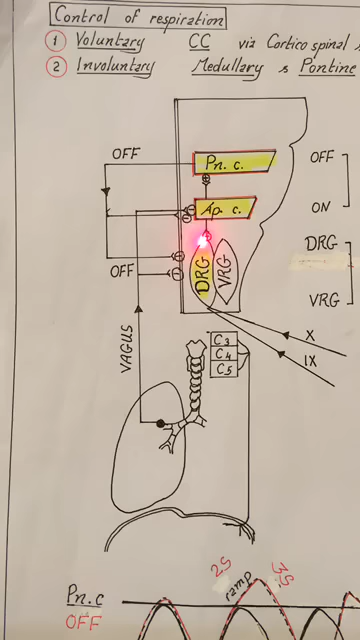 Control of respiration
1 Voluntary CC via Cortico spinal
2 Involuntary Medullary & Pontine
OFF Pn. c. OFF
Ap. c. ON
OFF DRG VRG DRG
VRG
X
IX
VAGUS
C3
C4
C5
2S ramp 3S
Pn.c
OFF